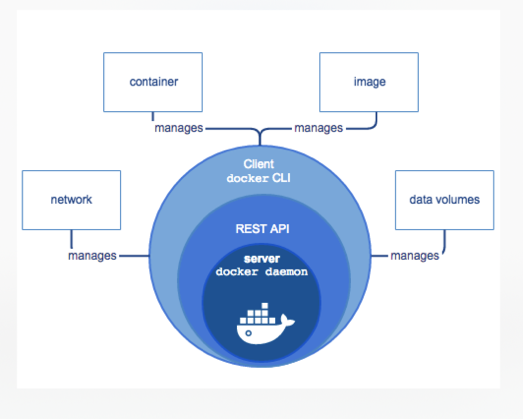 container
image
manages
manages
Client
docker CLI
network
data volumes
REST API
manages
server
manages
docker daemon